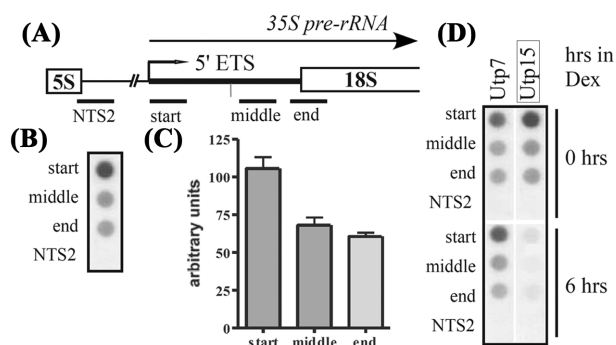 (A)
35S pre-rRNA
5' ETS
5S
18S
NTS2
start
middle
end
(B)
start
middle
end
NTS2
(C)
125
100
75
50
25
0
arbitrary units
start
middle
end
(D)
Utp7
Utp15
hrs in
Dex
start
middle
end
NTS2
0 hrs
start
middle
end
NTS2
6 hrs